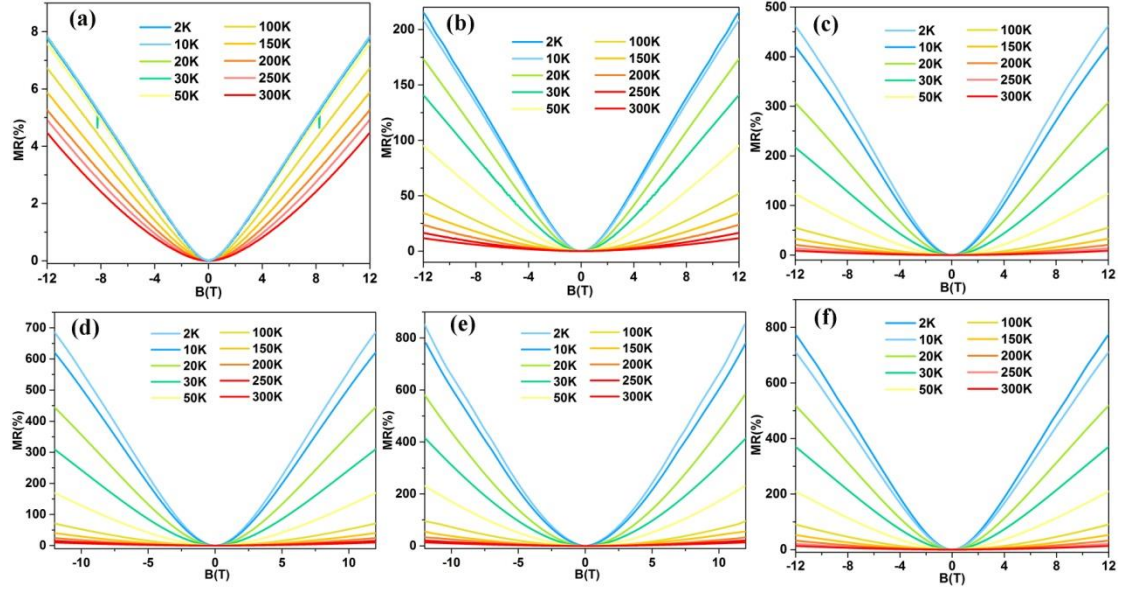 (a)
2K 100K
10K 150K
20K 200K
30K 250K
50K 300K
8
6
4
2
0
MR(%)
-12 -8 -4 0 4 8 12
B(T)
(b)
2K 100K
10K 150K
20K 200K
30K 250K
50K 300K
200
150
100
50
0
MR(%)
-12 -8 -4 0 4 8 12
B(T)
(c)
2K 100K
10K 150K
20K 200K
30K 250K
50K 300K
500
400
300
200
100
0
MR(%)
-12 -8 -4 0 4 8 12
B(T)
(d)
2K 100K
10K 150K
20K 200K
30K 250K
50K 300K
700
600
500
400
300
200
100
0
MR(%)
-10 -5 0 5 10
B(T)
(e)
2K 100K
10K 150K
20K 200K
30K 250K
50K 300K
800
600
400
200
0
MR(%)
-10 -5 0 5 10
B(T)
(f)
2K 100K
10K 150K
20K 200K
30K 250K
50K 300K
800
600
400
200
0
MR(%)
-12 -8 -4 0 4 8 12
B(T)